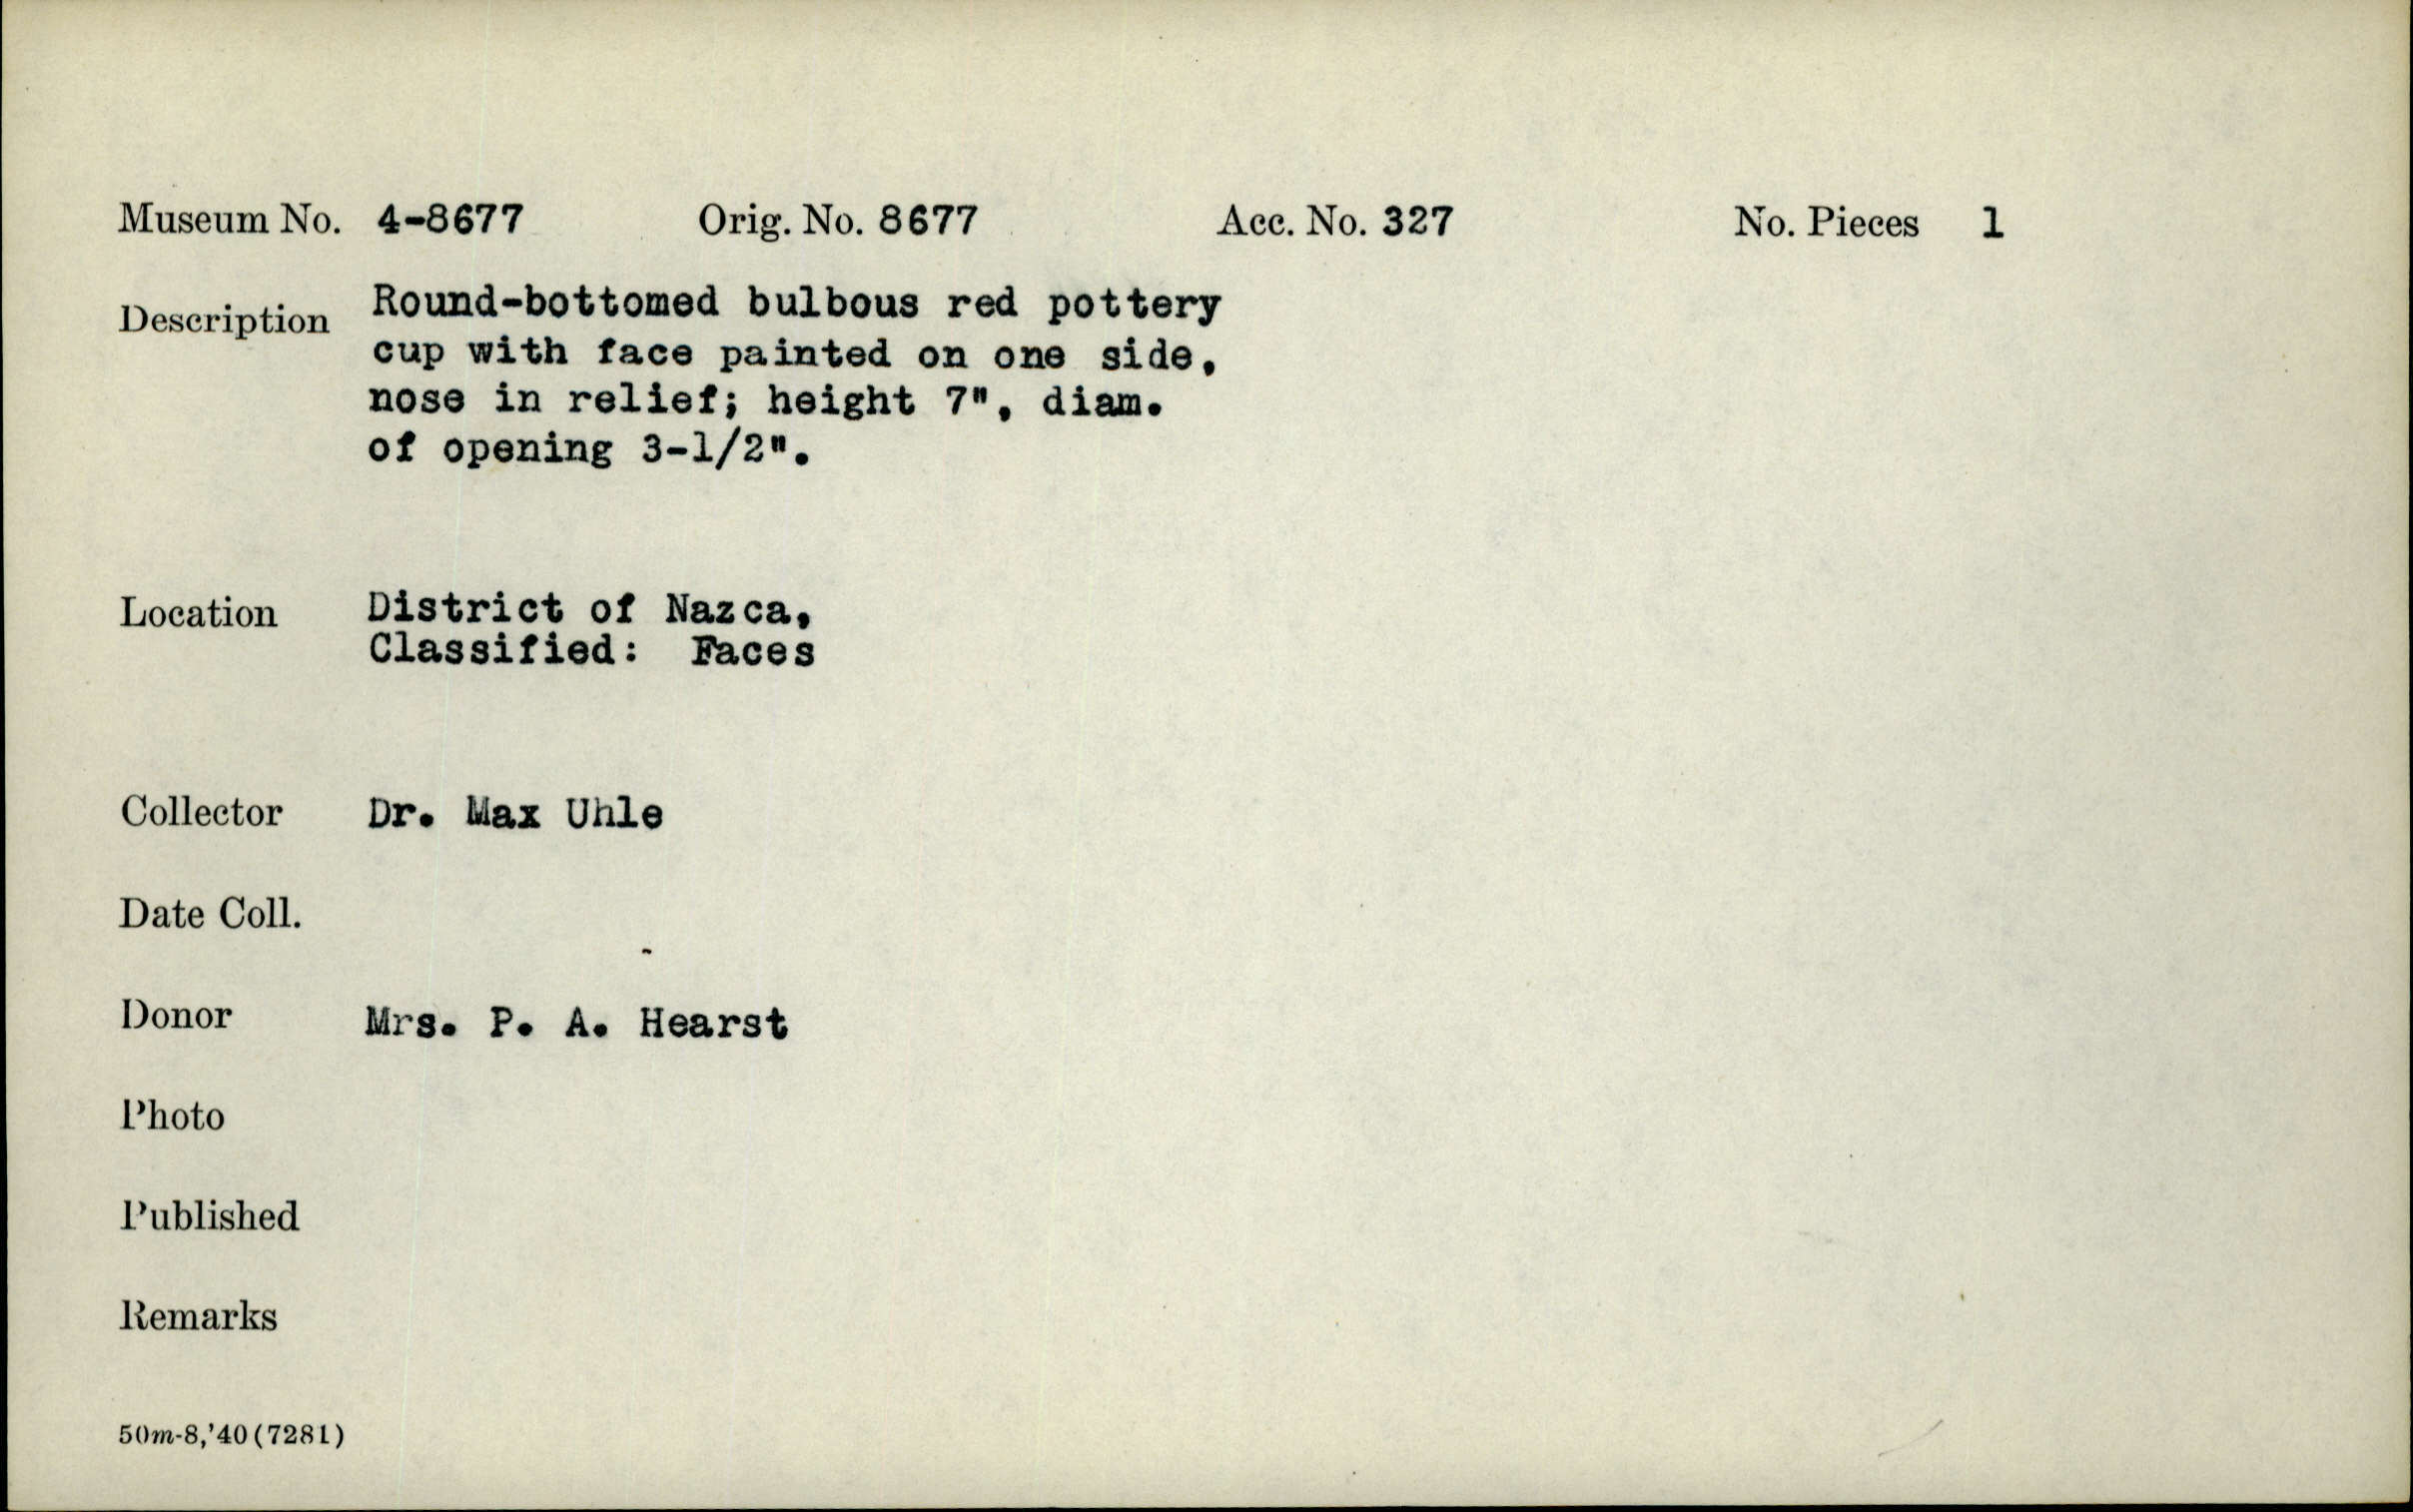 Museum No. 4-8677 Orig. No. 8677 Acc. No. 327 No. Pieces 1
Description Round-bottomed bulbous red pottery
cup with face painted on one side,
nose in relief; height 7", diam.
of opening 3-1/2".
Location District of Nazca,
Classified: Faces
Collector Dr. Max Uhle
Date Coll.
Donor Mrs. P. A. Hearst
Photo
Published
Remarks
50m-8,'40(7281)